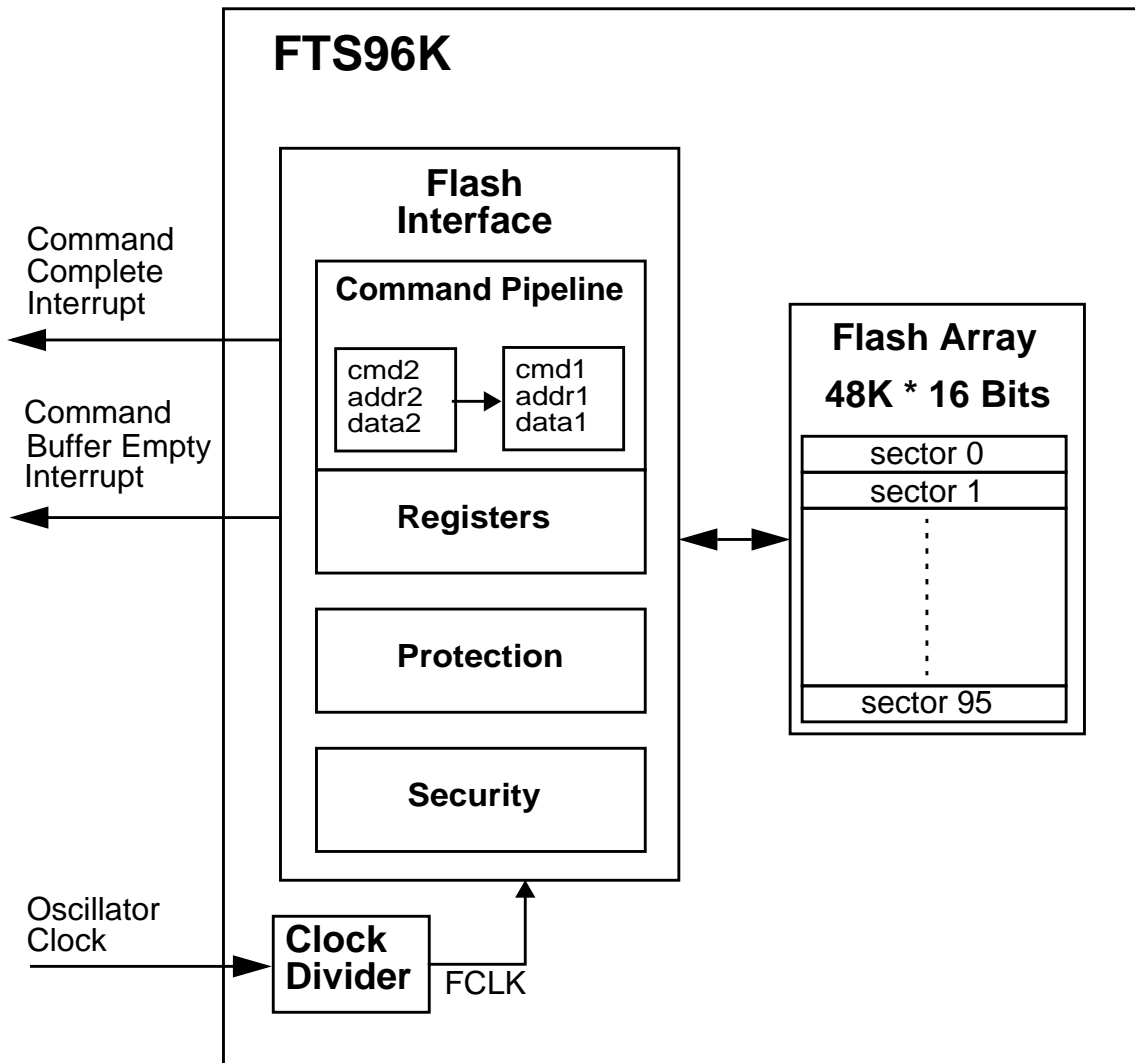 FTS96K
Flash
Interface
Command
Complete
Interrupt
Command Pipeline
cmd2
addr2
data2
cmd1
addr1
data1
Flash Array
48K * 16 Bits
sector 0
sector 1
sector 95
Command
Buffer Empty
Interrupt
Registers
Protection
Security
Oscillator
Clock
Clock
Divider
FCLK